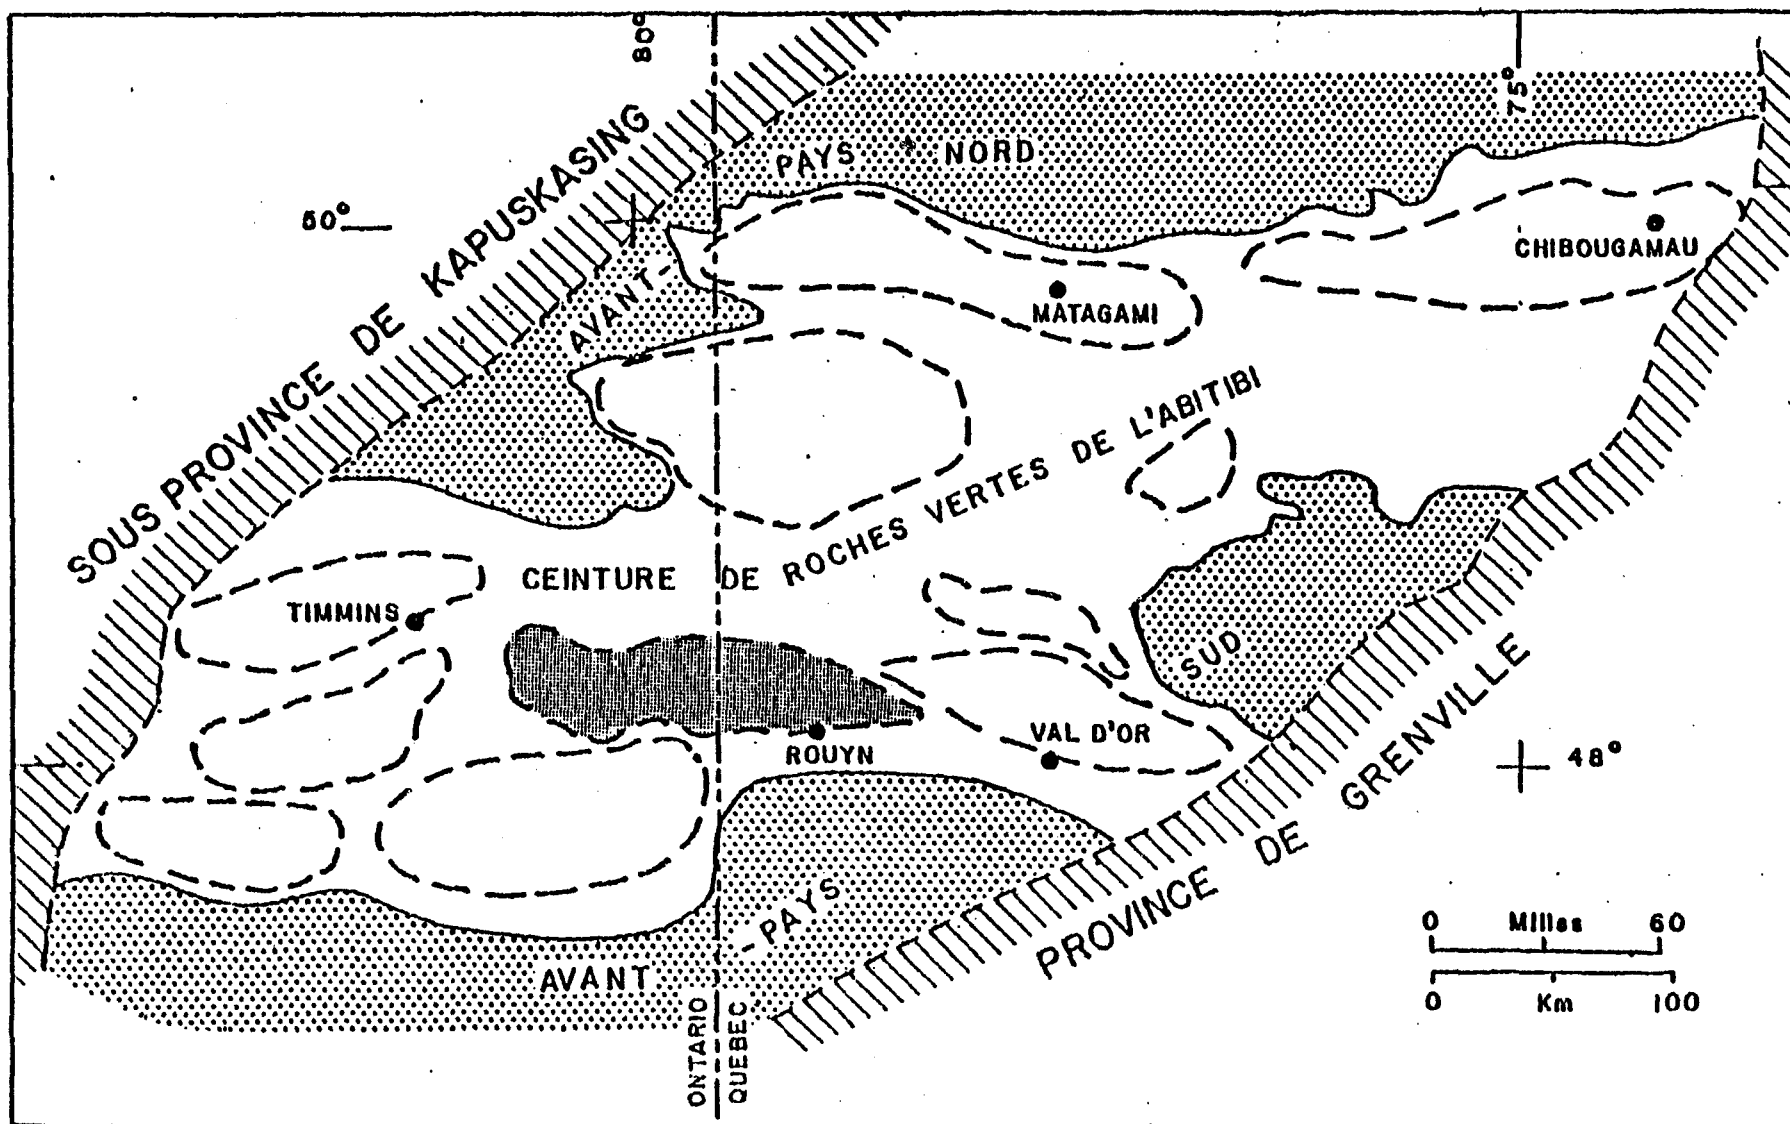 80°
75°
SOUS PROVINCE DE KAPUSKASING
PAYS NORD
50°
AVANT-
CHIBOUGAMAU
MATAGAMI
CEINTURE DE ROCHES VERTES DE L'ABITIBI
TIMMINS
SUD
ROUYN
VAL D'OR
48°
PROVINCE DE GRENVILLE
AVANT
-PAYS
ONTARIO
QUEBEC
0 Milles 60
0 Km 100